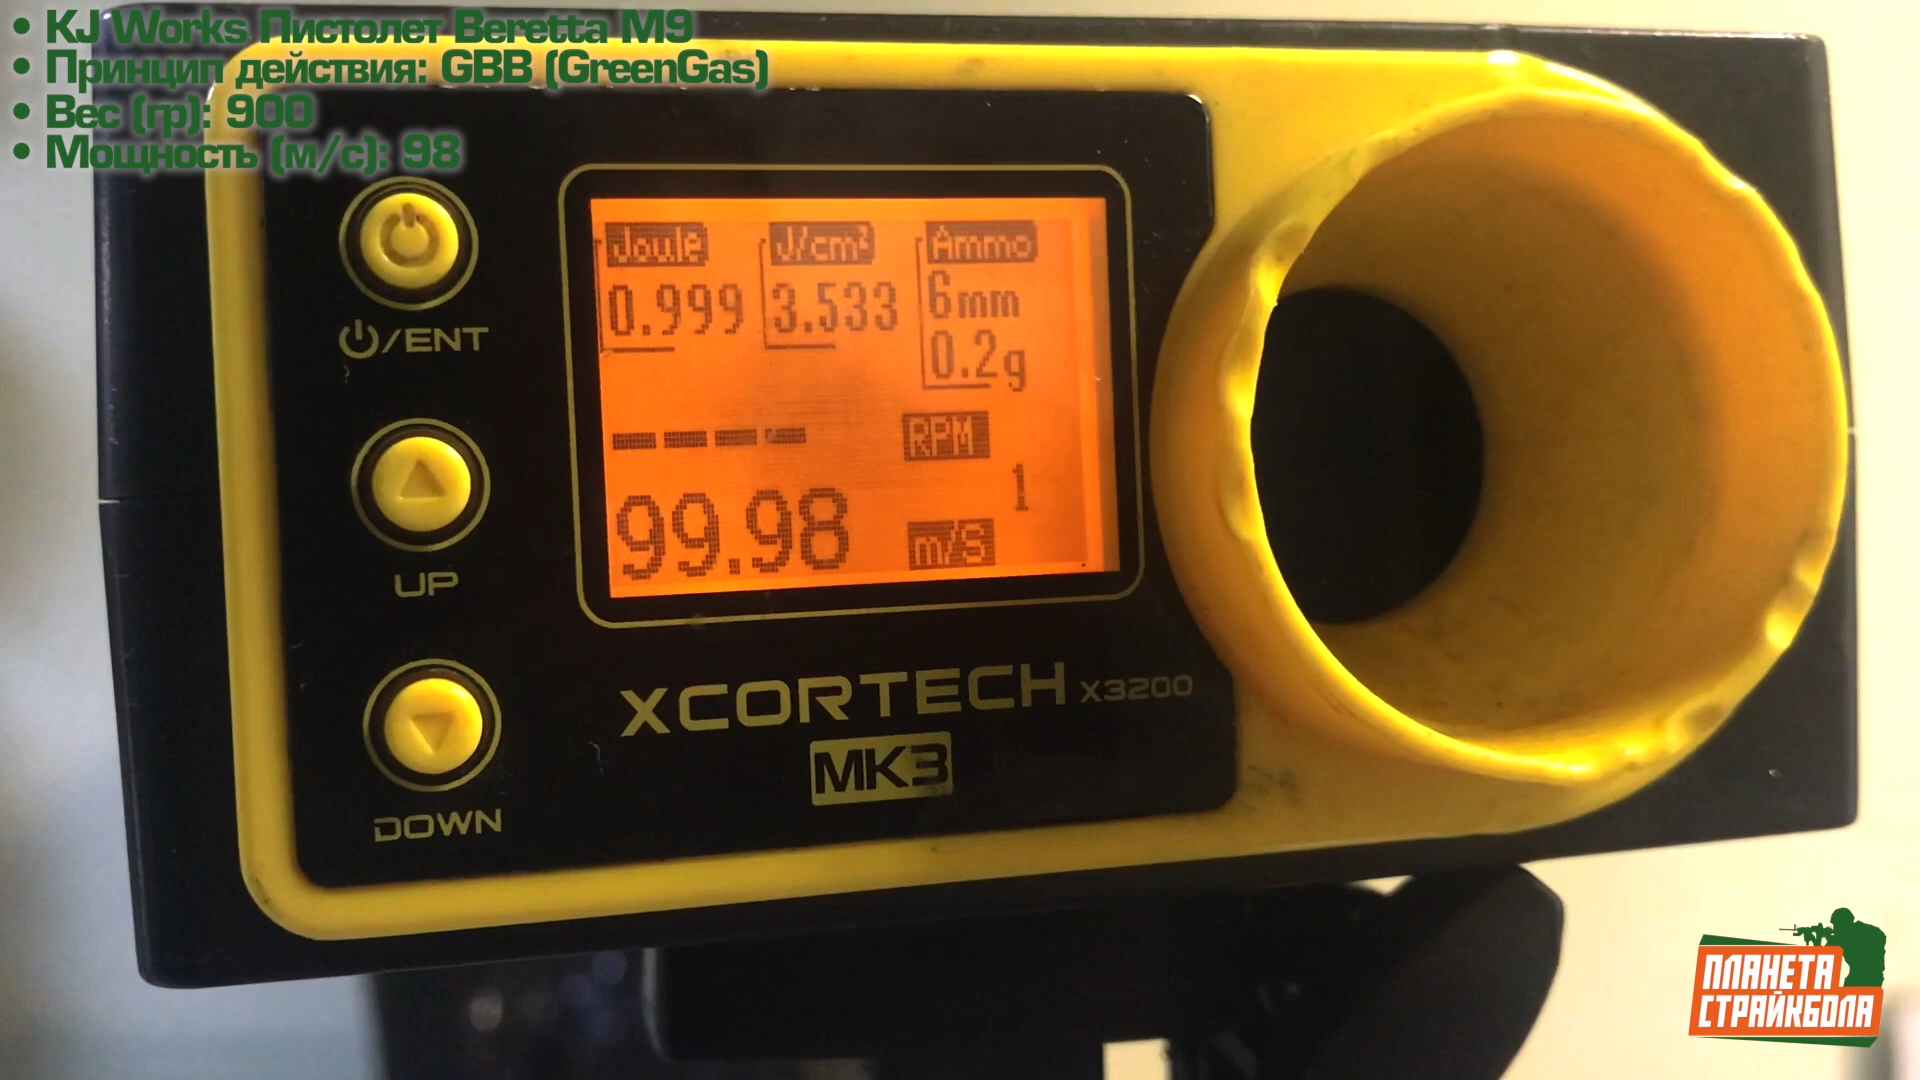 • KJ Works Пистолет Beretta M9
• Принцип действия: GBB (GreenGas)
• Вес (гр): 900
• Мощность (м/с): 98
Joule J/cm² Ammo
0.999 3.533 6mm
0.2g
---- RPM
1
99.98 m/S
/ENT
UP
DOWN
XCORTECH X3200
MK3
ПЛАНЕТА
СТРАЙКБОЛА